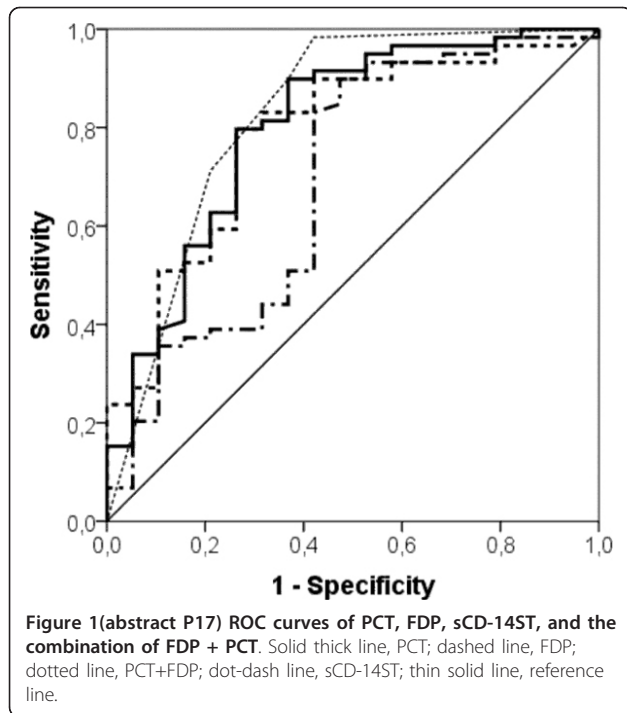 1,0
0,8
0,6
0,4
0,2
0,0
Sensitivity
0,0 0,2 0,4 0,6 0,8 1,0
1 - Specificity
Figure 1(abstract P17) ROC curves of PCT, FDP, sCD-14ST, and the
combination of FDP + PCT. Solid thick line, PCT; dashed line, FDP;
dotted line, PCT+FDP; dot-dash line, sCD-14ST; thin solid line, reference
line.